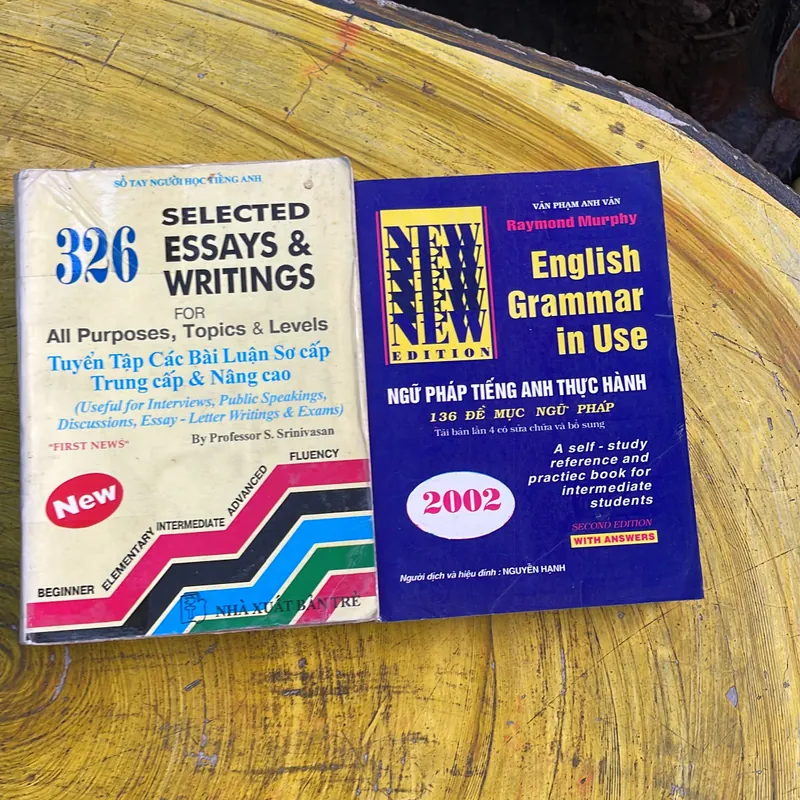 SỔ TAY NGƯỜI HỌC TIẾNG ANH
326
SELECTED
ESSAYS &
WRITINGS
FOR
All Purposes, Topics & Levels
Tuyển Tập Các Bài Luận Sơ cấp
Trung cấp & Nâng cao
(Useful for Interviews, Public Speakings,
Discussions, Essay - Letter Writings & Exams)
"FIRST NEWS"
By Professor S. Srinivasan
New
BEGINNER
ELEMENTARY
INTERMEDIATE
ADVANCED
FLUENCY
NHÀ XUẤT BẢN TRẺ
VĂN PHẠM ANH VĂN
Raymond Murphy
NEW
NEW
NEW
NEW
NEW
NEW
EDITION
English
Grammar
in Use
NGỮ PHÁP TIẾNG ANH THỰC HÀNH
136 ĐỀ MỤC NGỮ PHÁP
Tái bản lần 4 có sửa chữa và bổ sung
A self - study
reference and
practiec book for
intermediate
students
2002
SECOND EDITION
WITH ANSWERS
Người dịch và hiệu đính : NGUYỄN HẠNH